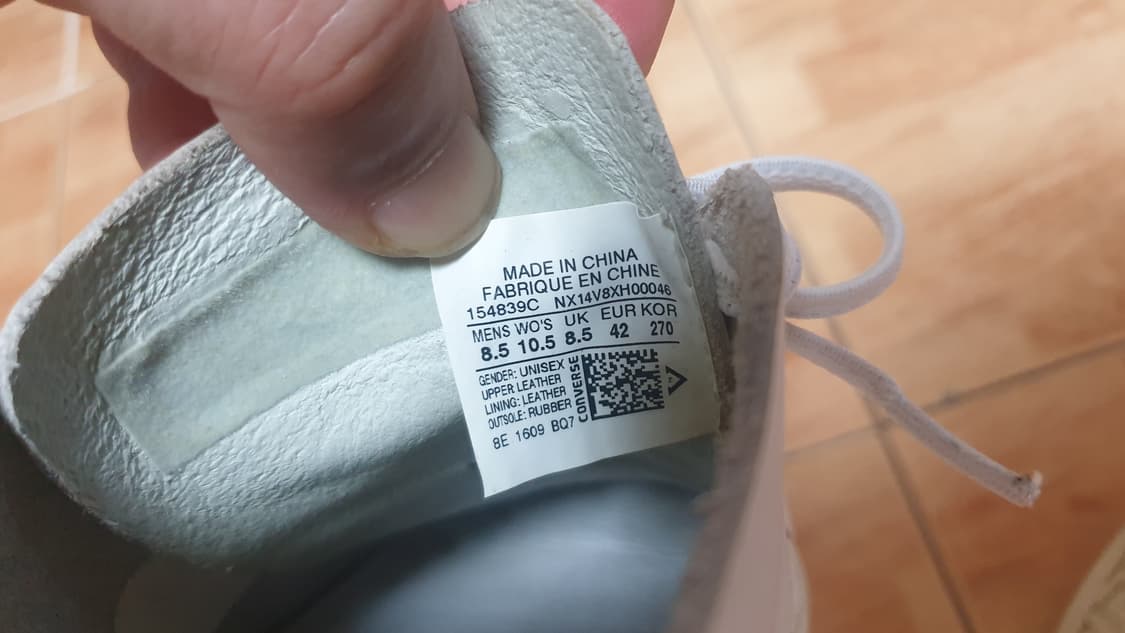 MADE IN CHINA
FABRIQUE EN CHINE
154839C NX14V8XH00046
MENS WO'S UK EUR KOR
8.5 10.5 8.5 42 270
GENDER: UNISEX
UPPER: LEATHER
LINING: LEATHER
OUTSOLE: RUBBER
CONVERSE
8E 1609 BQ7